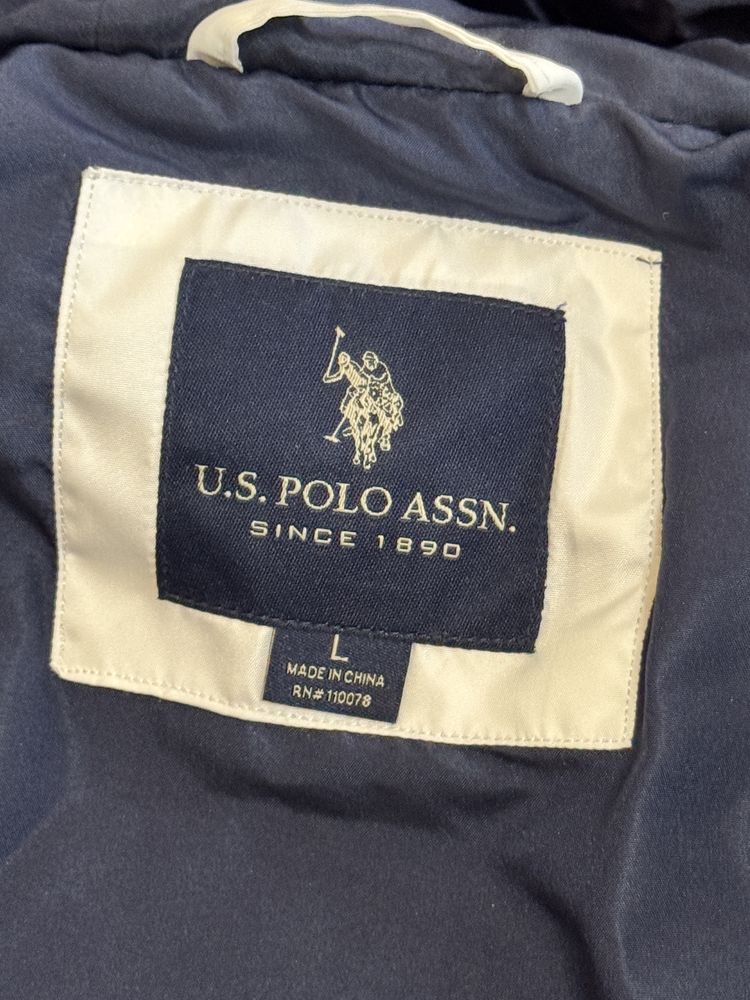 U.S. POLO ASSN.
SINCE 1890
L
MADE IN CHINA
RN# 110078